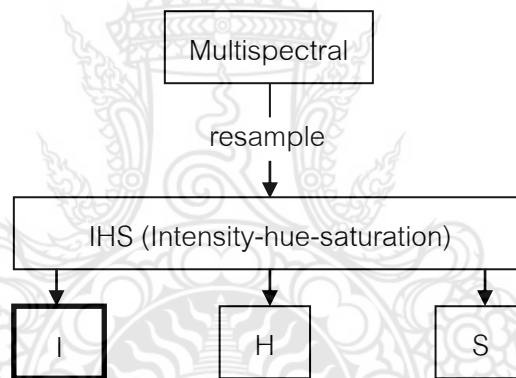 Multispectral
resample
IHS (Intensity-hue-saturation)
I H S